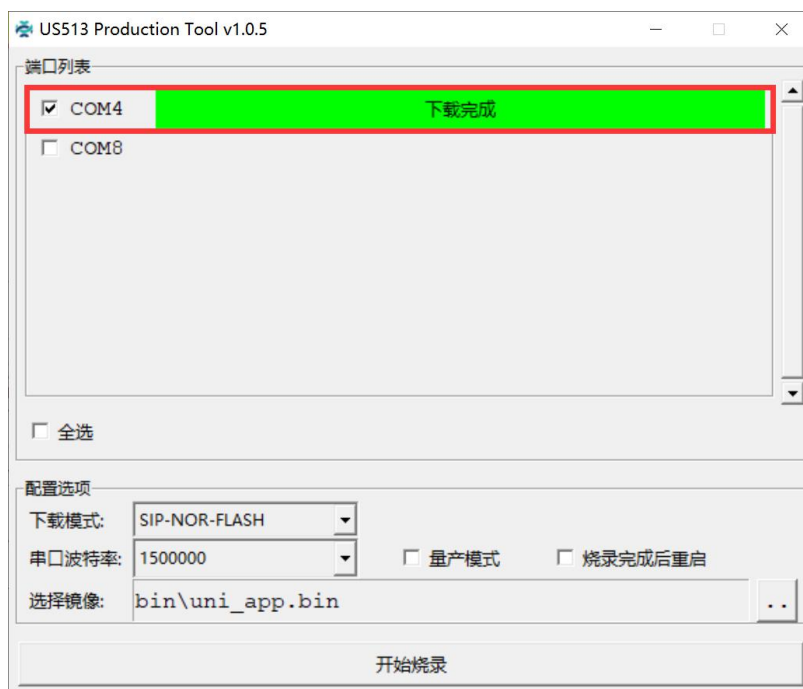 US513 Production Tool v1.0.5
端口列表
COM4 下载完成
COM8
全选
配置选项
下载模式: SIP-NOR-FLASH
串口波特率: 1500000 量产模式 烧录完成后重启
选择镜像: bin\uni_app.bin ..
开始烧录